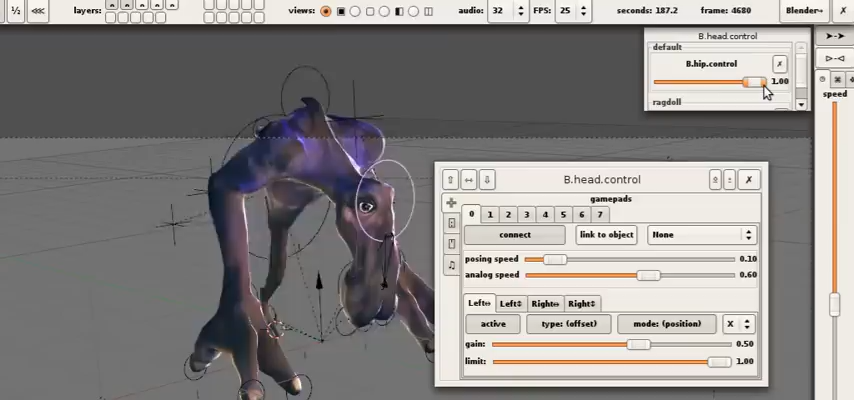 ½ <<< layers: views: audio: 32 FPS: 25 seconds: 187.2 frame: 4680 Blender→ ✗
B.head.control
default
B.hip.control ✗
1.00
ragdoll
speed
B.head.control ✗
gamepads
0 1 2 3 4 5 6 7
connect link to object None
posing speed 0.10
analog speed 0.60
Left↔ Left↕ Right↔ Right↕
active type: (offset) mode: (position) X
gain: 0.50
limit: 1.00